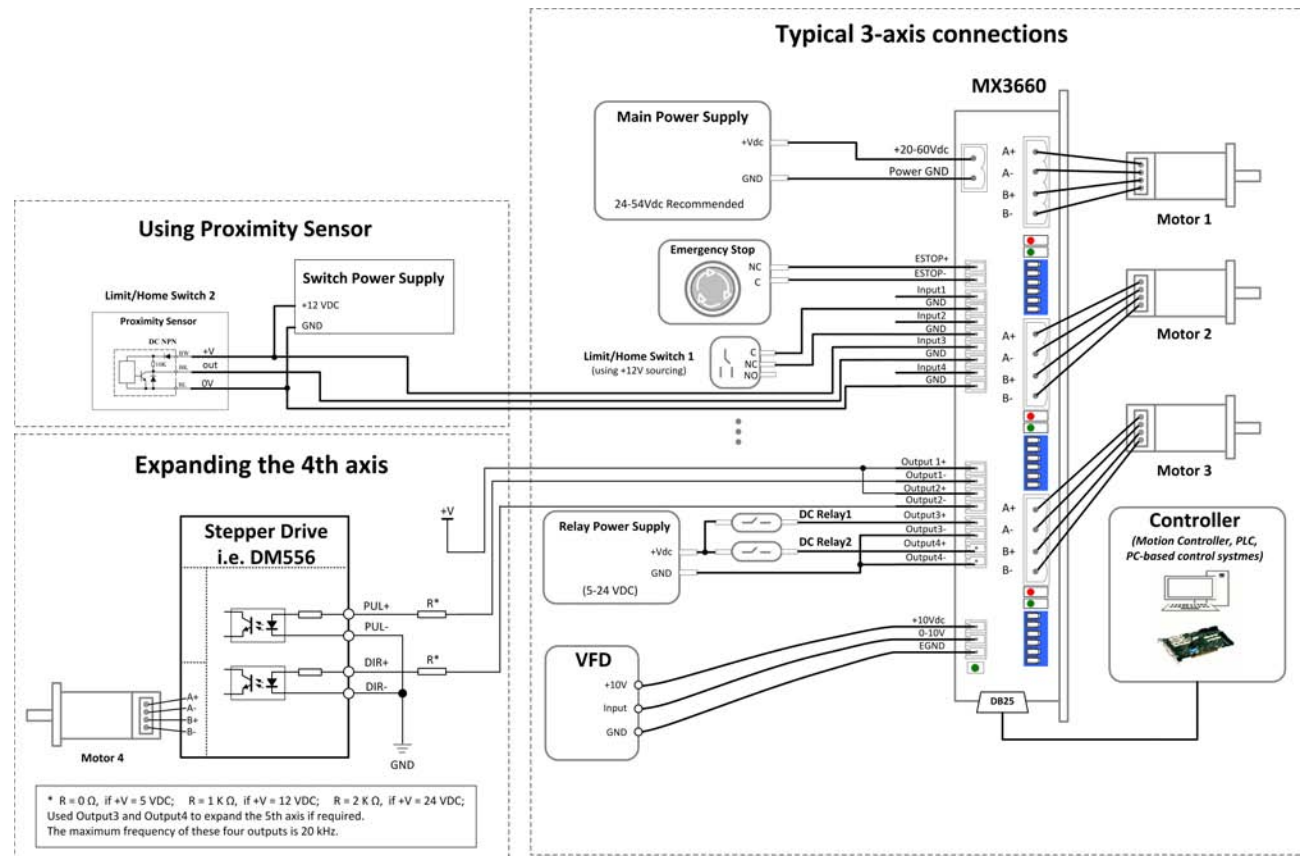 Typical 3-axis connections
MX3660
Main Power Supply
+Vdc
GND
24-54Vdc Recommended
+20-60Vdc
Power GND
A+
A-
B+
B-
Motor 1
Emergency Stop
NC
C
ESTOP+
ESTOP-
Input1
GND
Input2
GND
Input3
GND
Input4
GND
Limit/Home Switch 1
(using +12V sourcing)
C
NC
NO
A+
A-
B+
B-
Motor 2
Using Proximity Sensor
Switch Power Supply
+12 VDC
GND
Limit/Home Switch 2
Proximity Sensor
DC NPN
10K
BW
+V
BK
out
BL
0V
Output 1+
Output1-
Output2+
Output2-
Output3+
Output3-
Output4+
Output4-
DC Relay1
DC Relay2
Relay Power Supply
+Vdc
GND
(5-24 VDC)
A+
A-
B+
B-
Motor 3
Controller
(Motion Controller, PLC,
PC-based control systmes)
+10Vdc
0-10V
EGND
VFD
+10V
Input
GND
DB25
Expanding the 4th axis
+V
Stepper Drive
i.e. DM556
PUL+
R*
PUL-
DIR+
R*
DIR-
GND
A+
A-
B+
B-
Motor 4
* R = 0 Ω, if +V = 5 VDC; R = 1 K Ω, if +V = 12 VDC; R = 2 K Ω, if +V = 24 VDC;
Used Output3 and Output4 to expand the 5th axis if required.
The maximum frequency of these four outputs is 20 kHz.